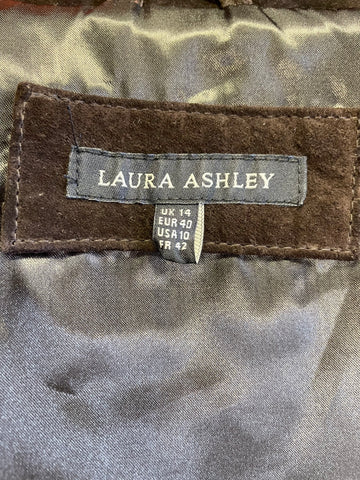 LAURA ASHLEY
UK 14
EUR 40
USA 10
FR 42